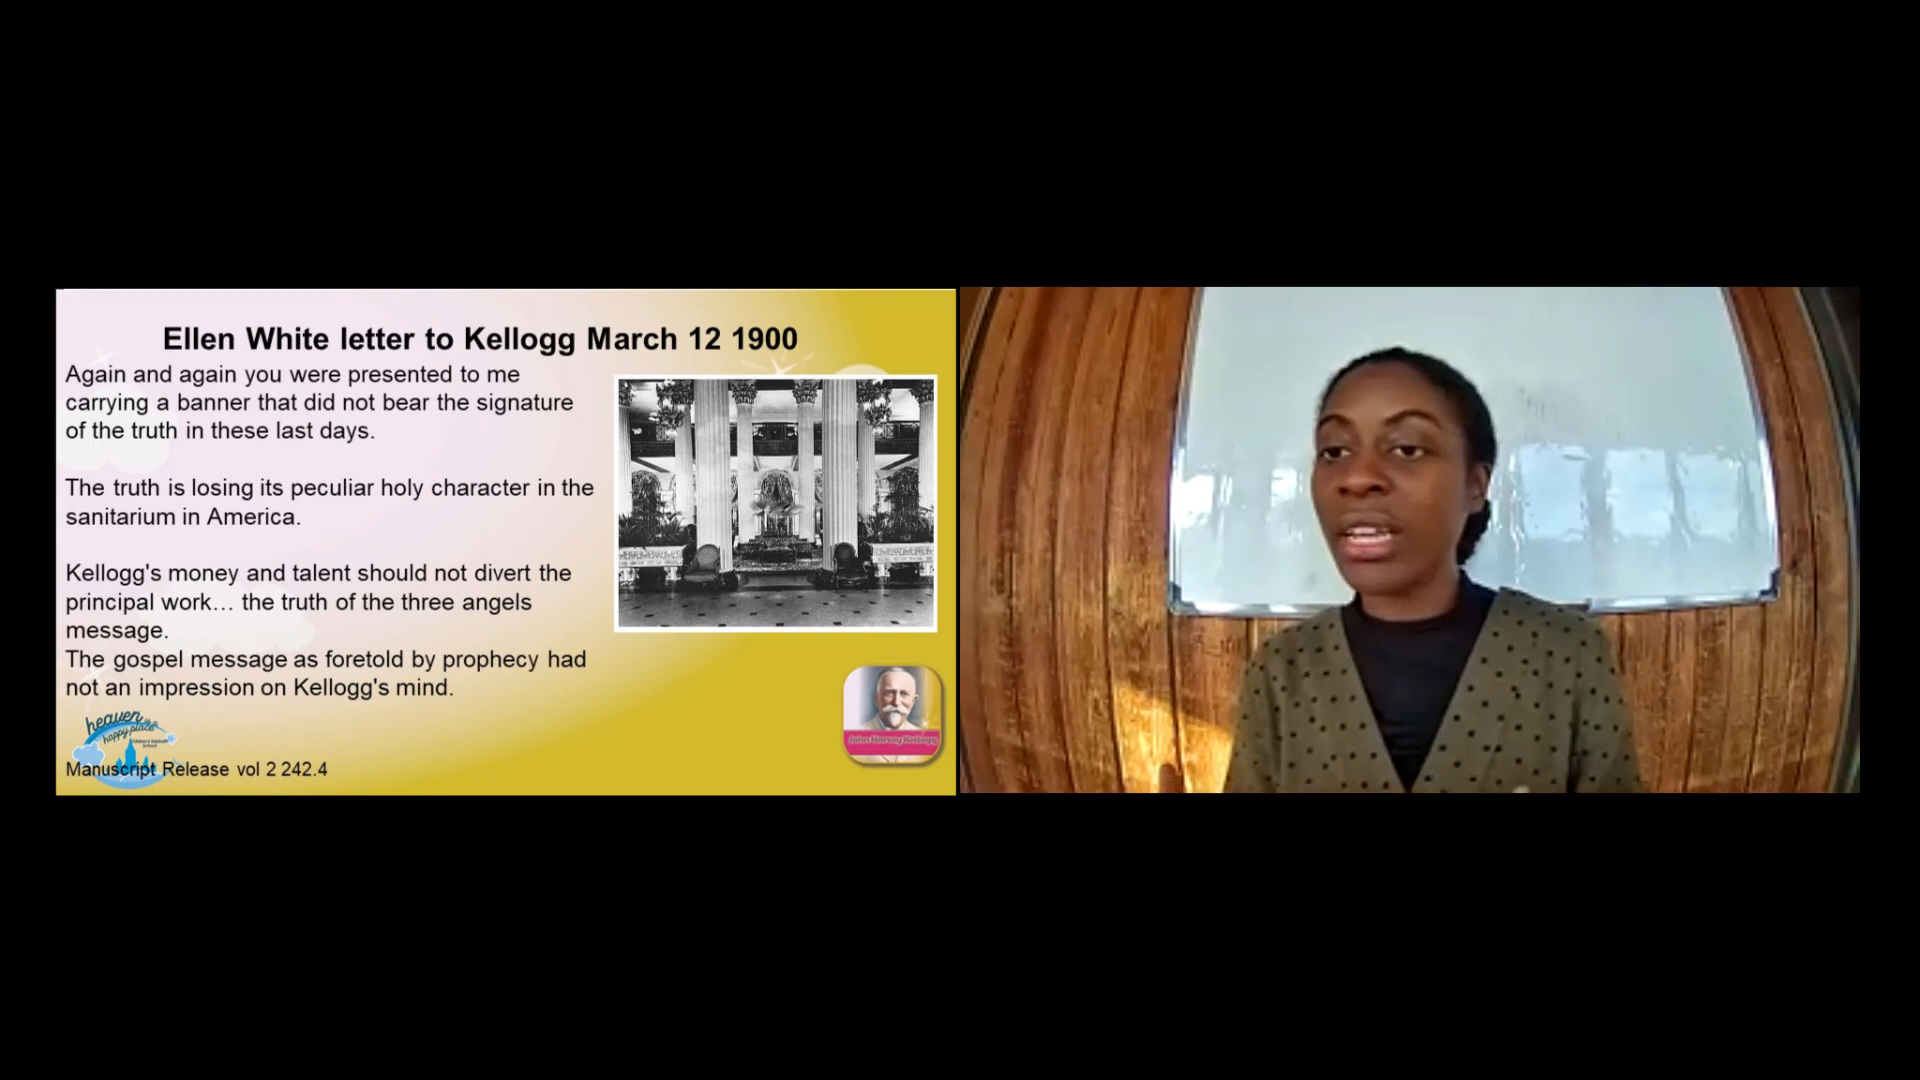 Ellen White letter to Kellogg March 12 1900
Again and again you were presented to me
carrying a banner that did not bear the signature
of the truth in these last days.
The truth is losing its peculiar holy character in the
sanitarium in America.
Kellogg's money and talent should not divert the
principal work… the truth of the three angels
message.
The gospel message as foretold by prophecy had
not an impression on Kellogg's mind.
heaven
happy place
School
Manuscript Release vol 2 242.4
John Harvey Kellogg